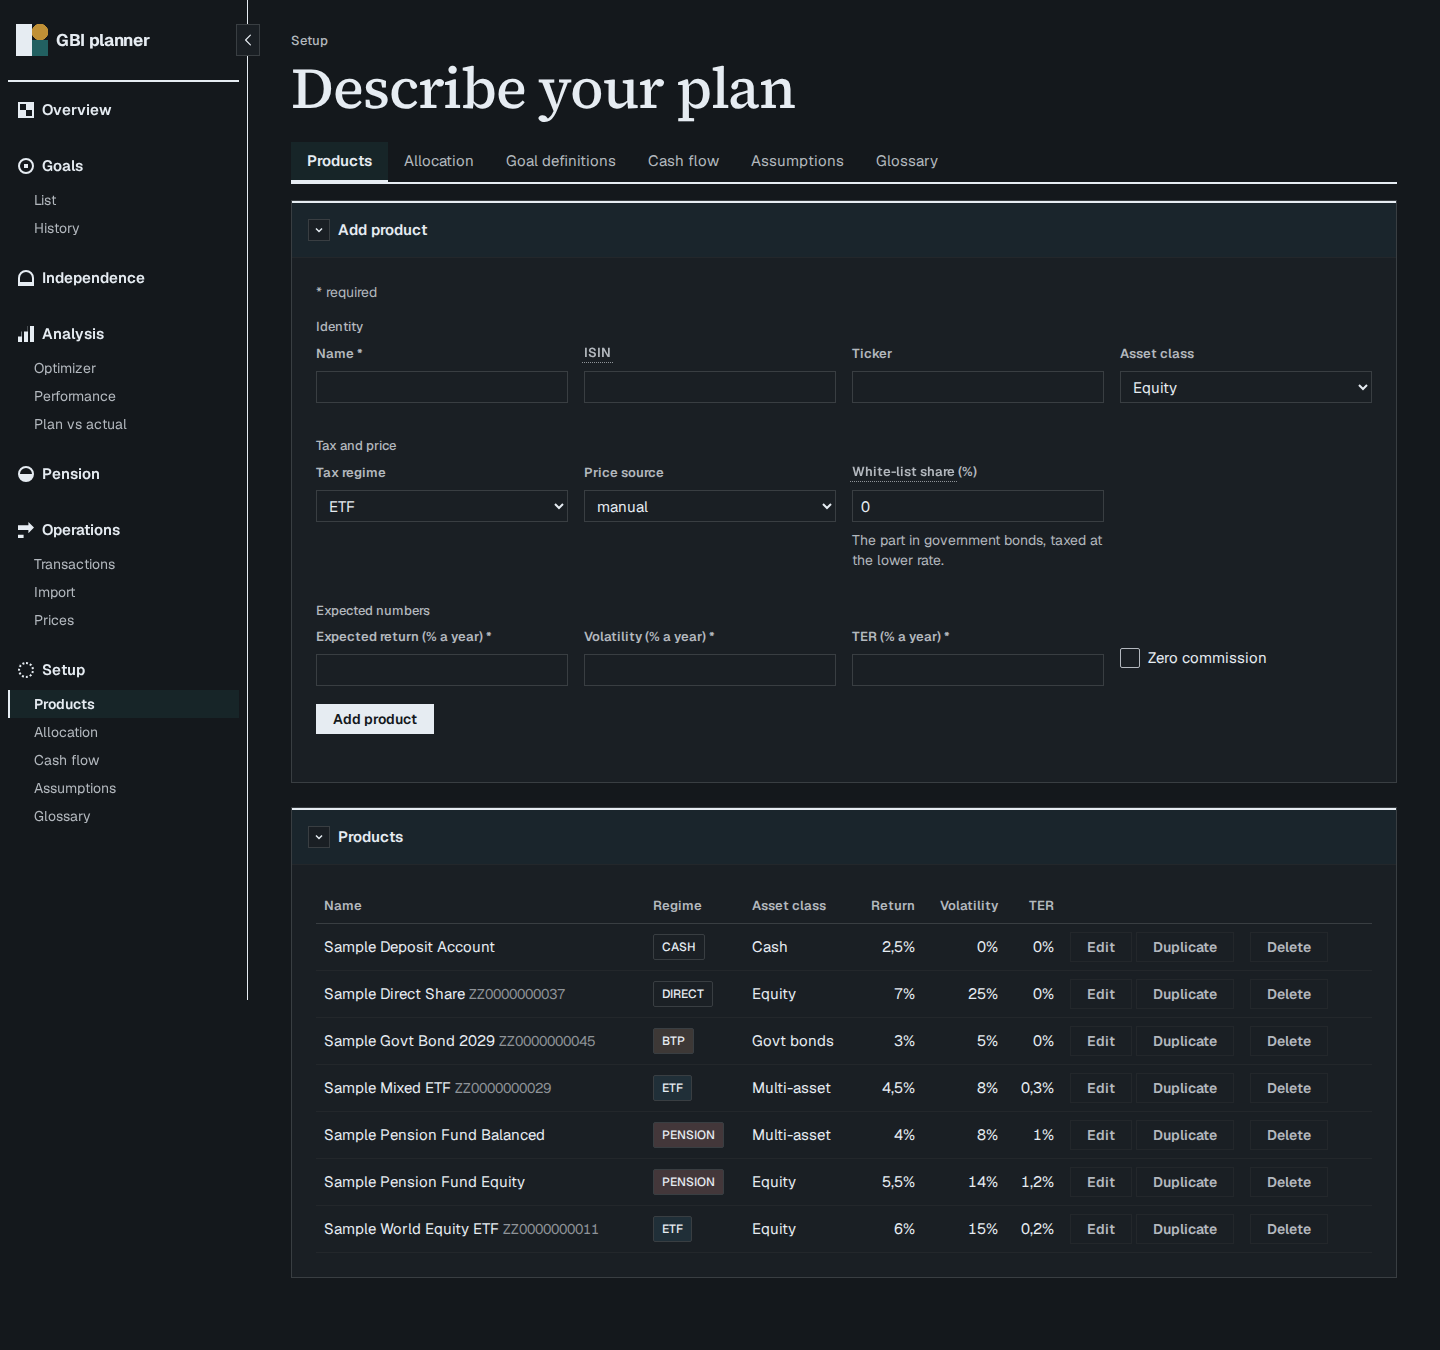 GBI planner
Overview
Goals
List
History
Independence
Analysis
Optimizer
Performance
Plan vs actual
Pension
Operations
Transactions
Import
Prices
Setup
Products
Allocation
Cash flow
Assumptions
Glossary
Setup
Describe your plan
Products Allocation Goal definitions Cash flow Assumptions Glossary
Add product
* required
Identity
Name * ISIN Ticker Asset class
Equity
Tax and price
Tax regime Price source White-list share (%)
ETF manual 0
The part in government bonds, taxed at
the lower rate.
Expected numbers
Expected return (% a year) * Volatility (% a year) * TER (% a year) *
Zero commission
Add product
Products
Name Regime Asset class Return Volatility TER
Sample Deposit Account CASH Cash 2,5% 0% 0% Edit Duplicate Delete
Sample Direct Share ZZ0000000037 DIRECT Equity 7% 25% 0% Edit Duplicate Delete
Sample Govt Bond 2029 ZZ0000000045 BTP Govt bonds 3% 5% 0% Edit Duplicate Delete
Sample Mixed ETF ZZ0000000029 ETF Multi-asset 4,5% 8% 0,3% Edit Duplicate Delete
Sample Pension Fund Balanced PENSION Multi-asset 4% 8% 1% Edit Duplicate Delete
Sample Pension Fund Equity PENSION Equity 5,5% 14% 1,2% Edit Duplicate Delete
Sample World Equity ETF ZZ0000000011 ETF Equity 6% 15% 0,2% Edit Duplicate Delete